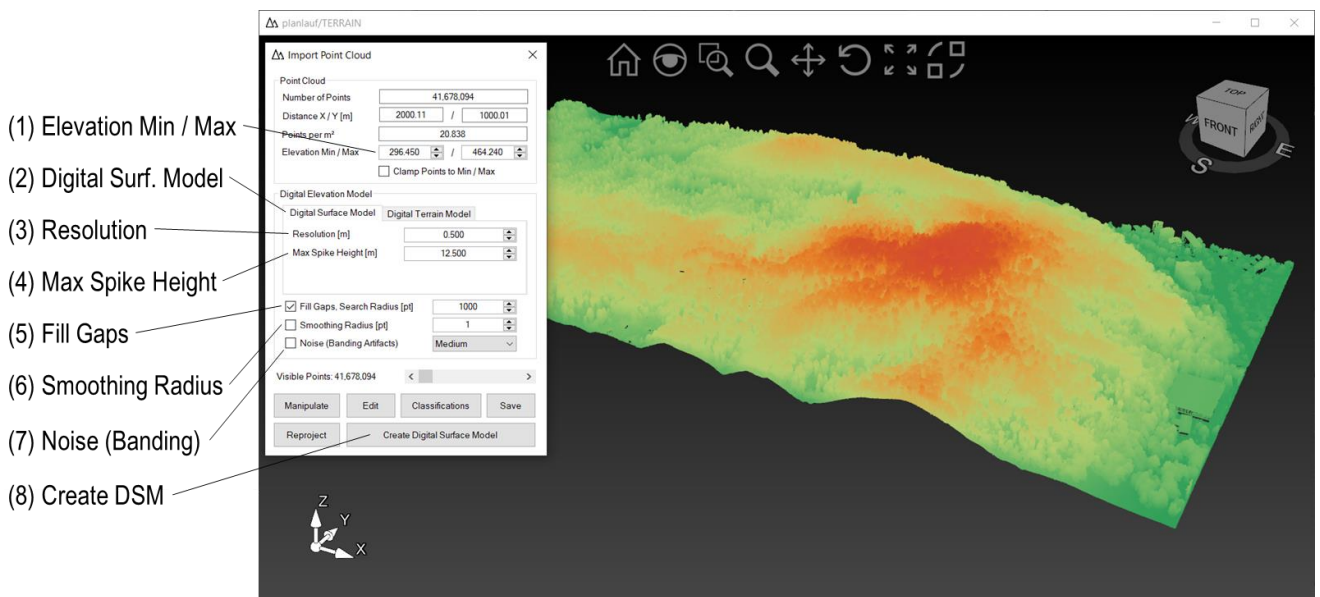 planlauf/TERRAIN
Import Point Cloud
Point Cloud
Number of Points 41,678,094
Distance X / Y [m] 2000.11 / 1000.01
Points per m² 20.838
Elevation Min / Max 296.450 / 464.240
Clamp Points to Min / Max
Digital Elevation Model
Digital Surface Model Digital Terrain Model
Resolution [m] 0.500
Max Spike Height [m] 12.500
Fill Gaps, Search Radius [pt] 1000
Smoothing Radius [pt] 1
Noise (Banding Artifacts) Medium
Visible Points: 41,678,094
Manipulate Edit Classifications Save
Reproject Create Digital Surface Model
(1) Elevation Min / Max
(2) Digital Surf. Model
(3) Resolution
(4) Max Spike Height
(5) Fill Gaps
(6) Smoothing Radius
(7) Noise (Banding)
(8) Create DSM
TOP
FRONT
RIGHT
W
S
E
Z
Y
X